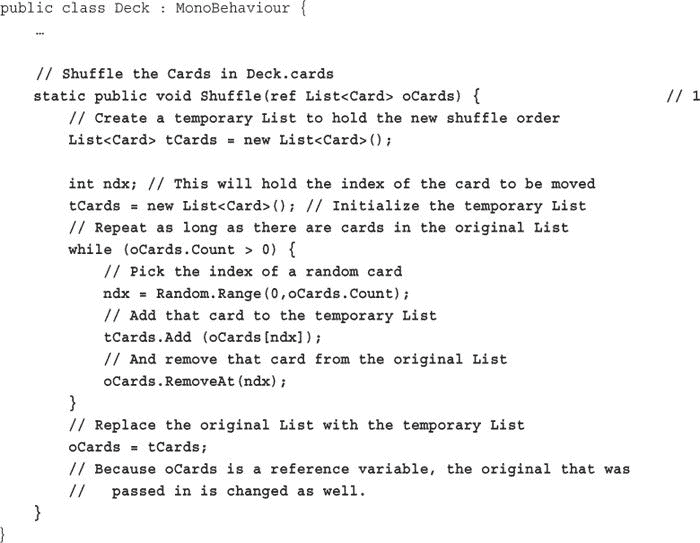 public class Deck : MonoBehaviour {
…
// Shuffle the Cards in Deck.cards
static public void Shuffle(ref List<Card> oCards) { // 1
// Create a temporary List to hold the new shuffle order
List<Card> tCards = new List<Card>();
int ndx; // This will hold the index of the card to be moved
tCards = new List<Card>(); // Initialize the temporary List
// Repeat as long as there are cards in the original List
while (oCards.Count > 0) {
// Pick the index of a random card
ndx = Random.Range(0,oCards.Count);
// Add that card to the temporary List
tCards.Add (oCards[ndx]);
// And remove that card from the original List
oCards.RemoveAt(ndx);
}
// Replace the original List with the temporary List
oCards = tCards;
// Because oCards is a reference variable, the original that was
// passed in is changed as well.
}
}